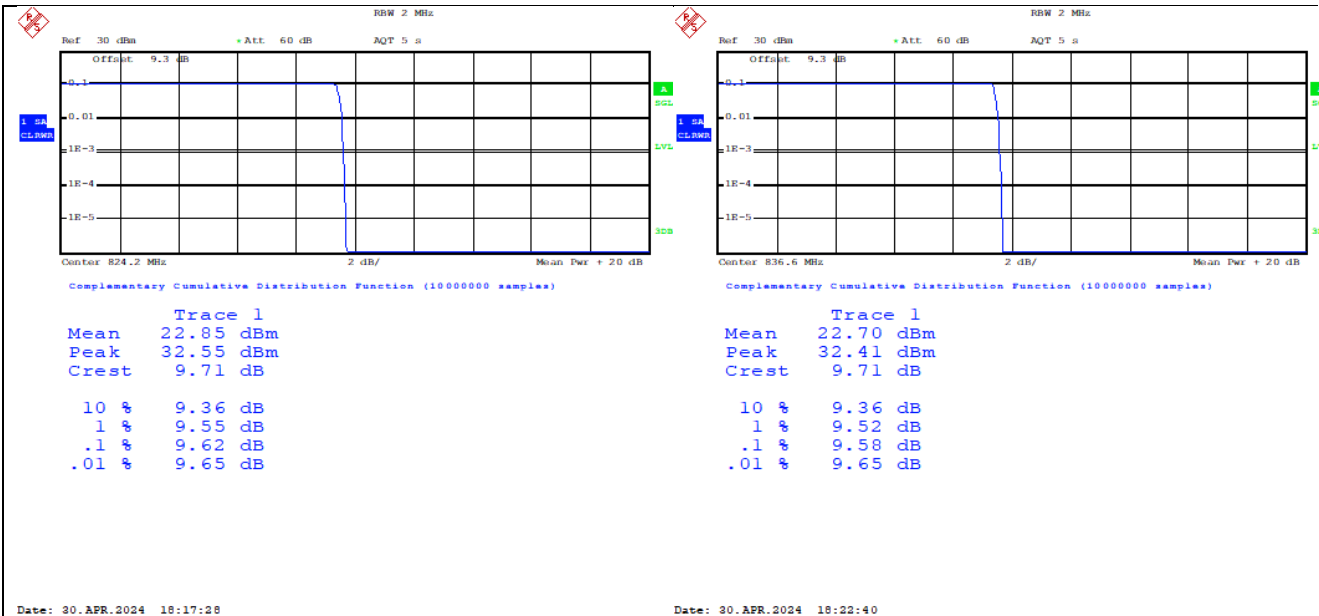 RBW 2 MHz
Ref 30 dBm *Att 60 dB AQT 5 s
Offset 9.3 dB
0.1
A
SGL
1 SA
CLRWR
0.01
1E-3
LVL
1E-4
1E-5
3DB
Center 824.2 MHz 2 dB/ Mean Pwr + 20 dB
Complementary Cumulative Distribution Function (10000000 samples)
Trace 1
Mean 22.85 dBm
Peak 32.55 dBm
Crest 9.71 dB
10 % 9.36 dB
1 % 9.55 dB
.1 % 9.62 dB
.01 % 9.65 dB
Date: 30.APR.2024 18:17:28
RBW 2 MHz
Ref 30 dBm *Att 60 dB AQT 5 s
Offset 9.3 dB
0.1
1 SA
CLRWR
0.01
1E-3
1E-4
1E-5
Center 836.6 MHz 2 dB/ Mean Pwr + 20 dB
Complementary Cumulative Distribution Function (10000000 samples)
Trace 1
Mean 22.70 dBm
Peak 32.41 dBm
Crest 9.71 dB
10 % 9.36 dB
1 % 9.52 dB
.1 % 9.58 dB
.01 % 9.65 dB
Date: 30.APR.2024 18:22:40